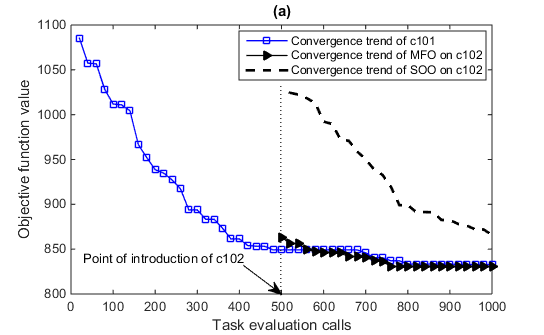 (a)
Objective function value
1100
1050
1000
950
900
850
800
Convergence trend of c101
Convergence trend of MFO on c102
Convergence trend of SOO on c102
Point of introduction of c102
0 100 200 300 400 500 600 700 800 900 1000
Task evaluation calls